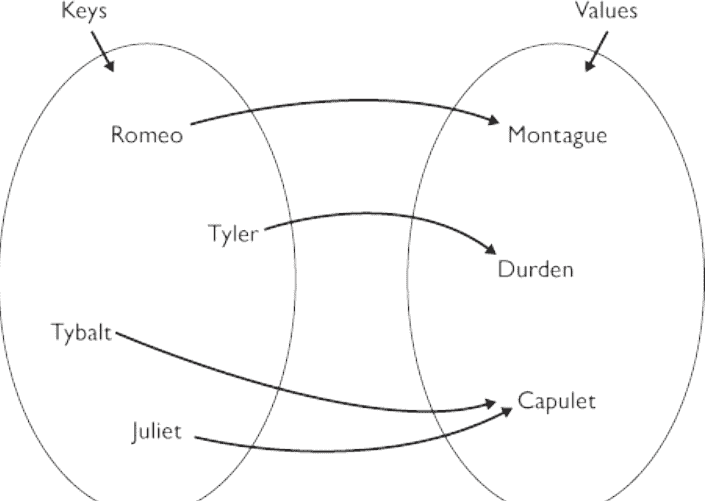 Keys
Values
Romeo
Montague
Tyler
Durden
Tybalt
Capulet
Juliet